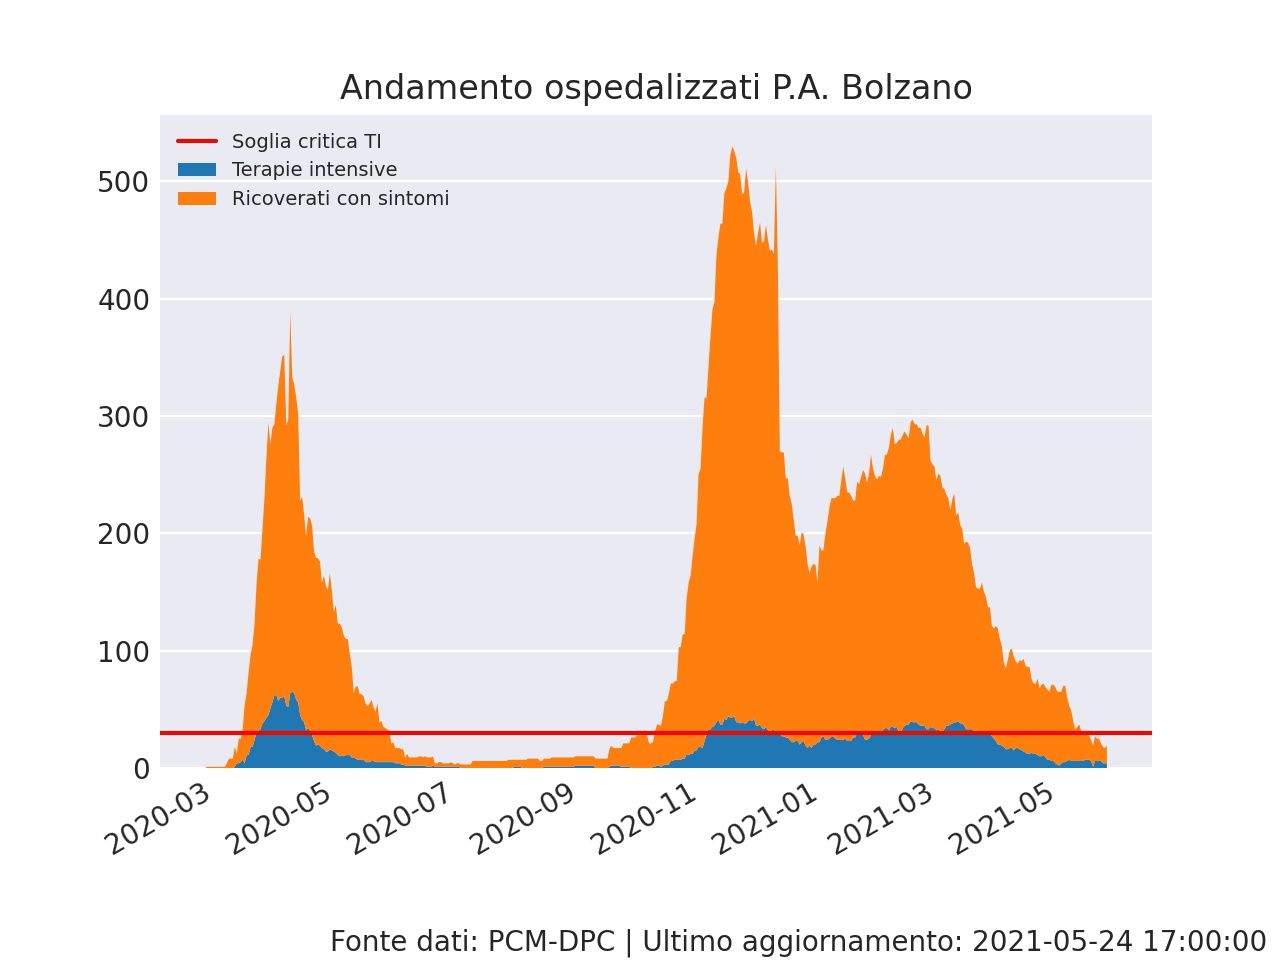 Andamento ospedalizzati P.A. Bolzano
Soglia critica TI
Terapie intensive
Ricoverati con sintomi
500
400
300
200
100
0
2020-03
2020-05
2020-07
2020-09
2020-11
2021-01
2021-03
2021-05
Fonte dati: PCM-DPC | Ultimo aggiornamento: 2021-05-24 17:00:00